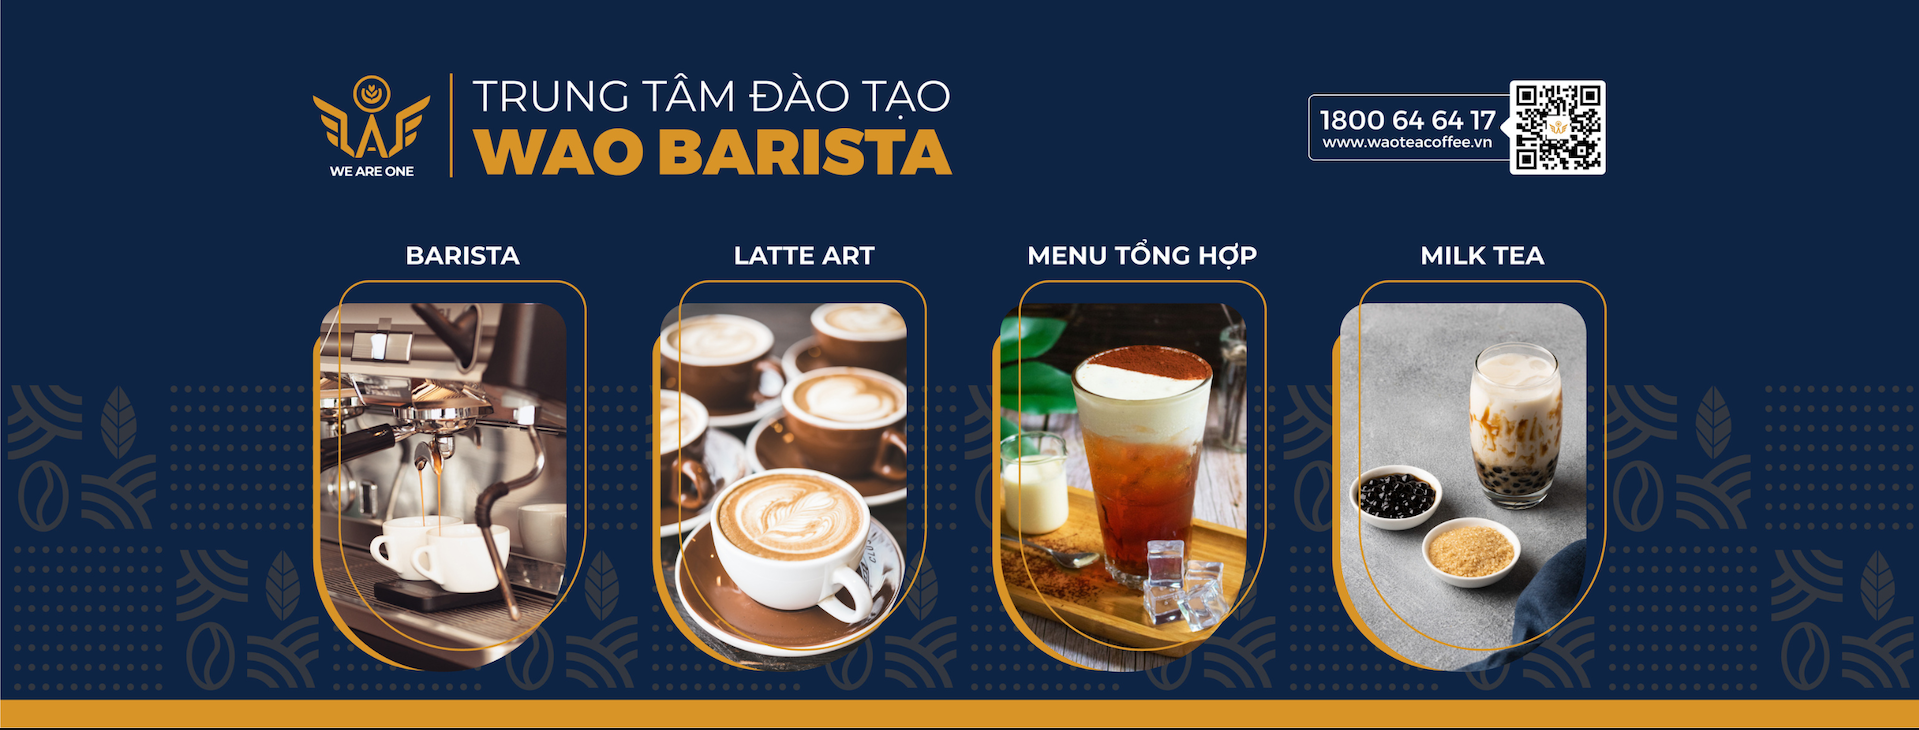 WE ARE ONE
TRUNG TÂM ĐÀO TẠO
WAO BARISTA
1800 64 64 17
www.waoteacoffee.vn
BARISTA
LATTE ART
MENU TỔNG HỢP
MILK TEA